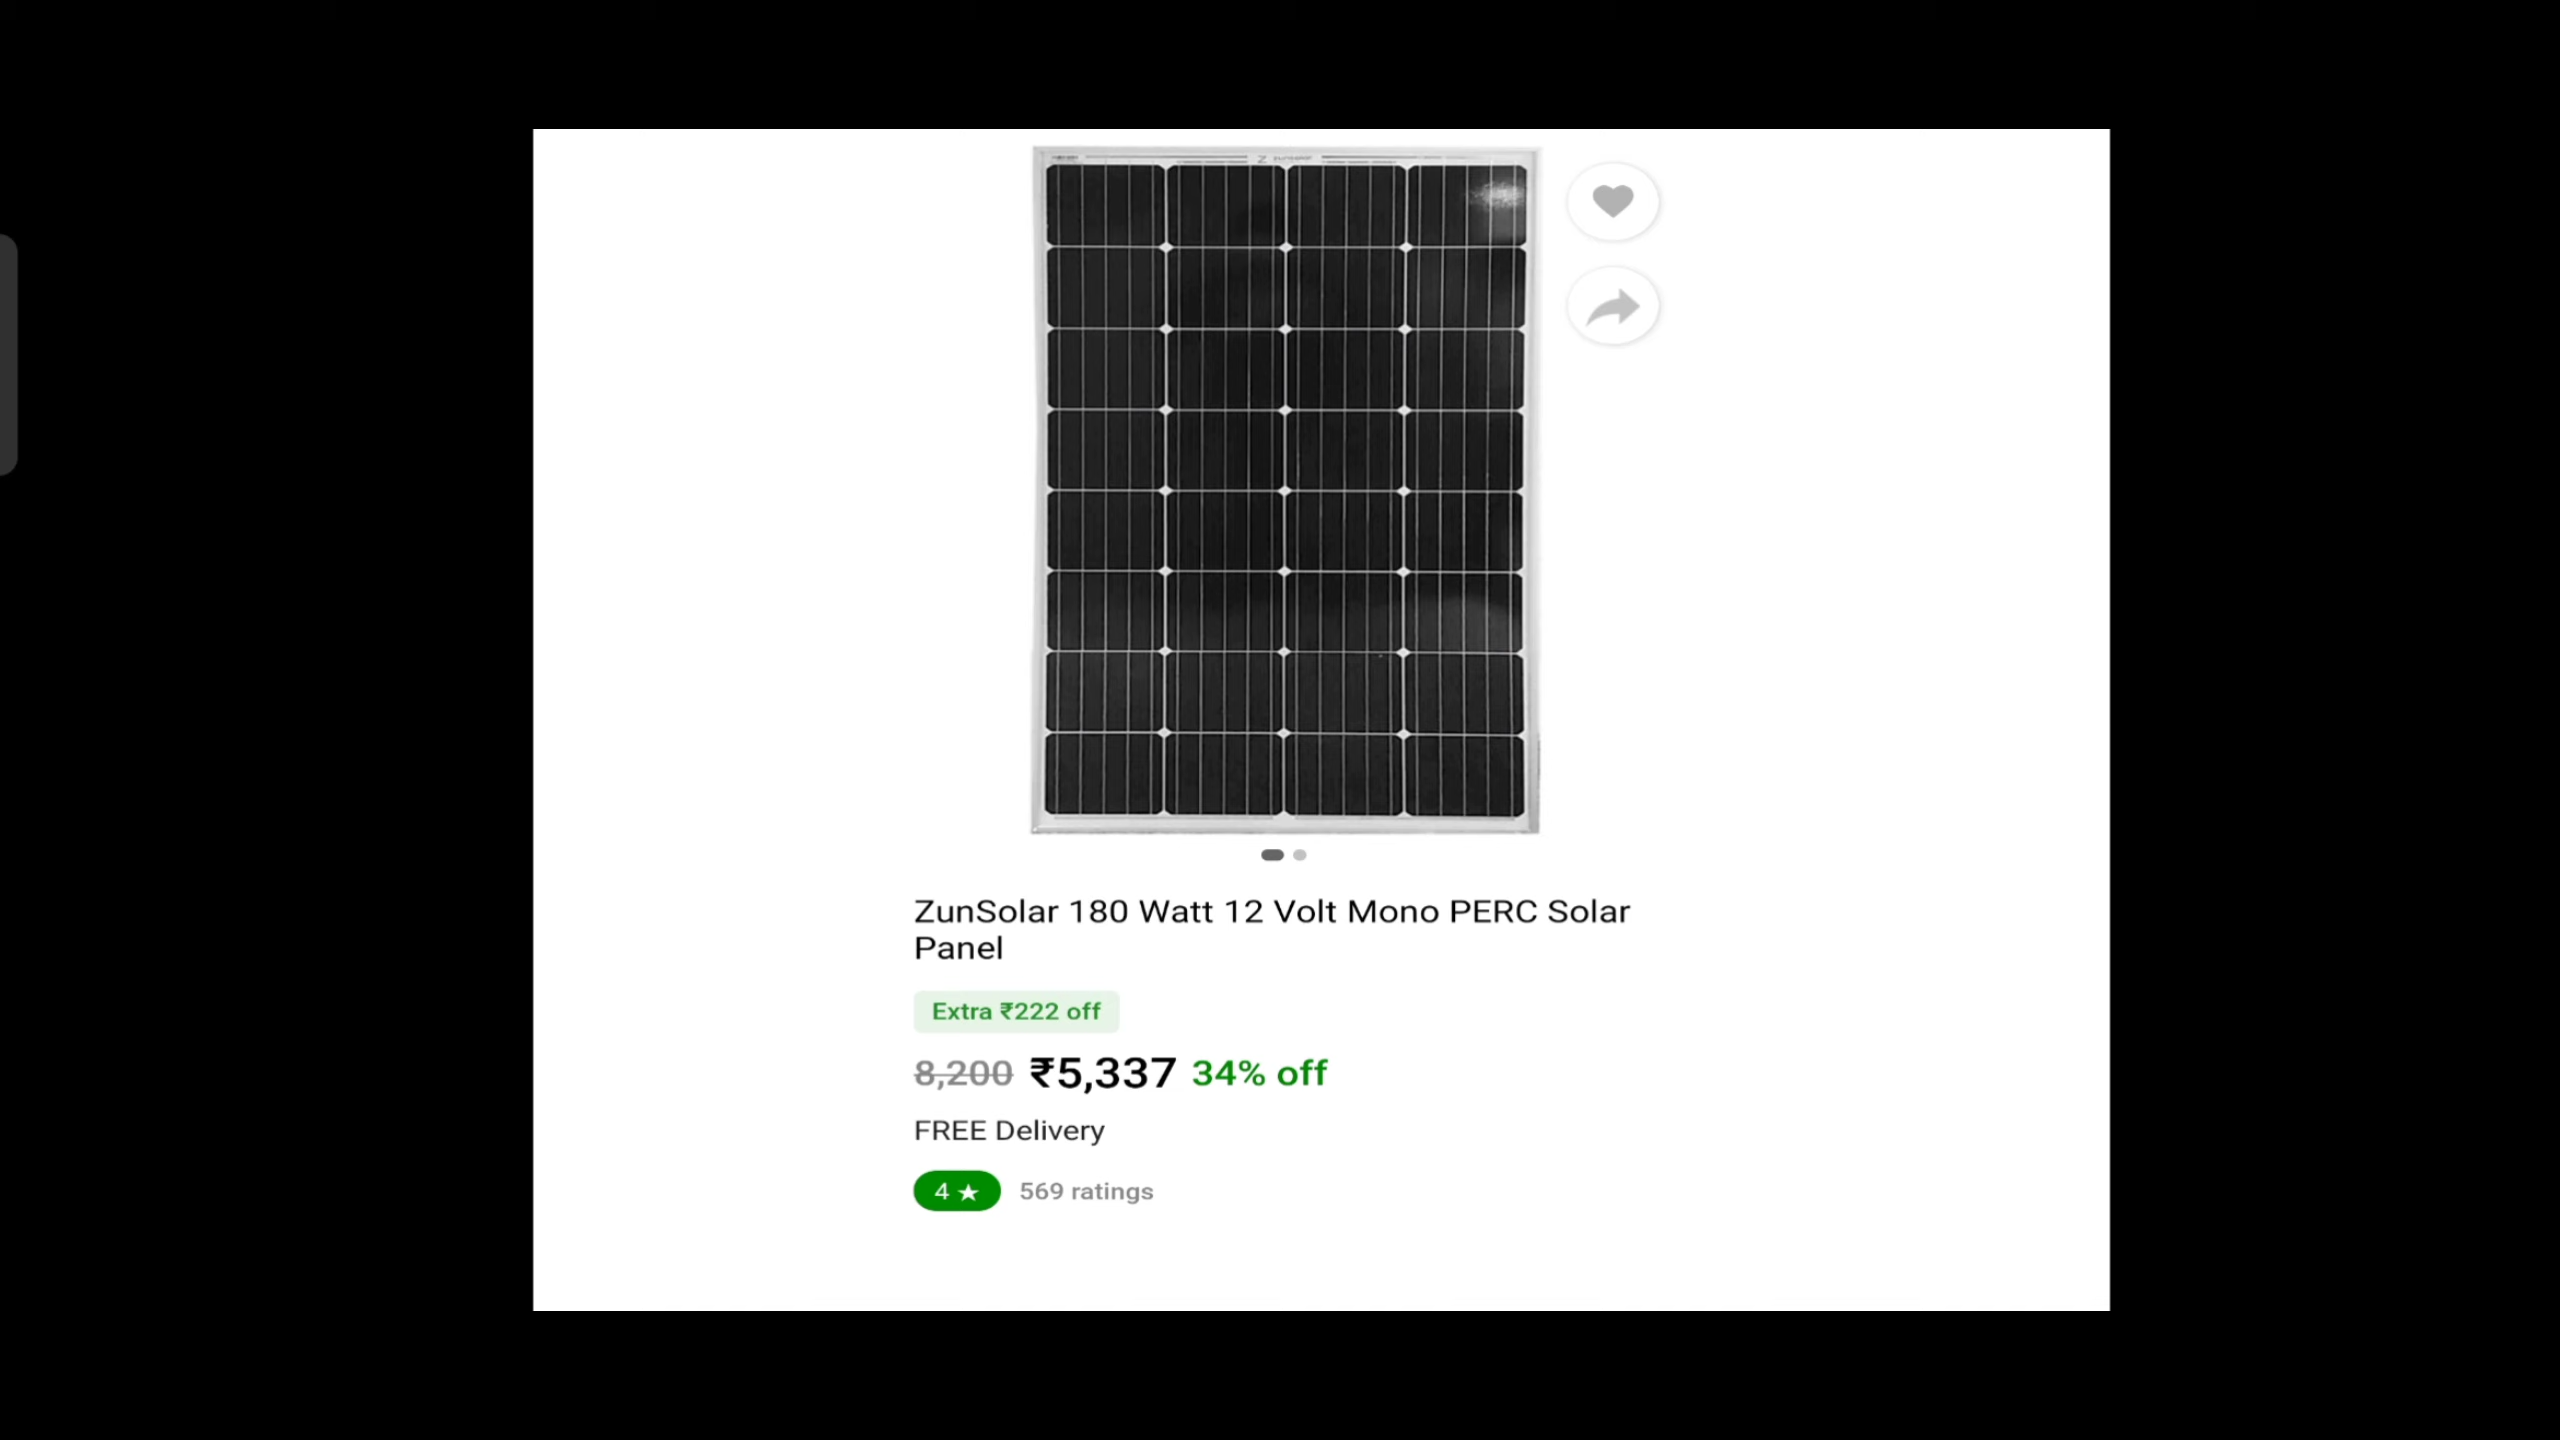 ZunSolar 180 Watt 12 Volt Mono PERC Solar
Panel
Extra ₹222 off
8,200 ₹5,337 34% off
FREE Delivery
4 ★ 569 ratings